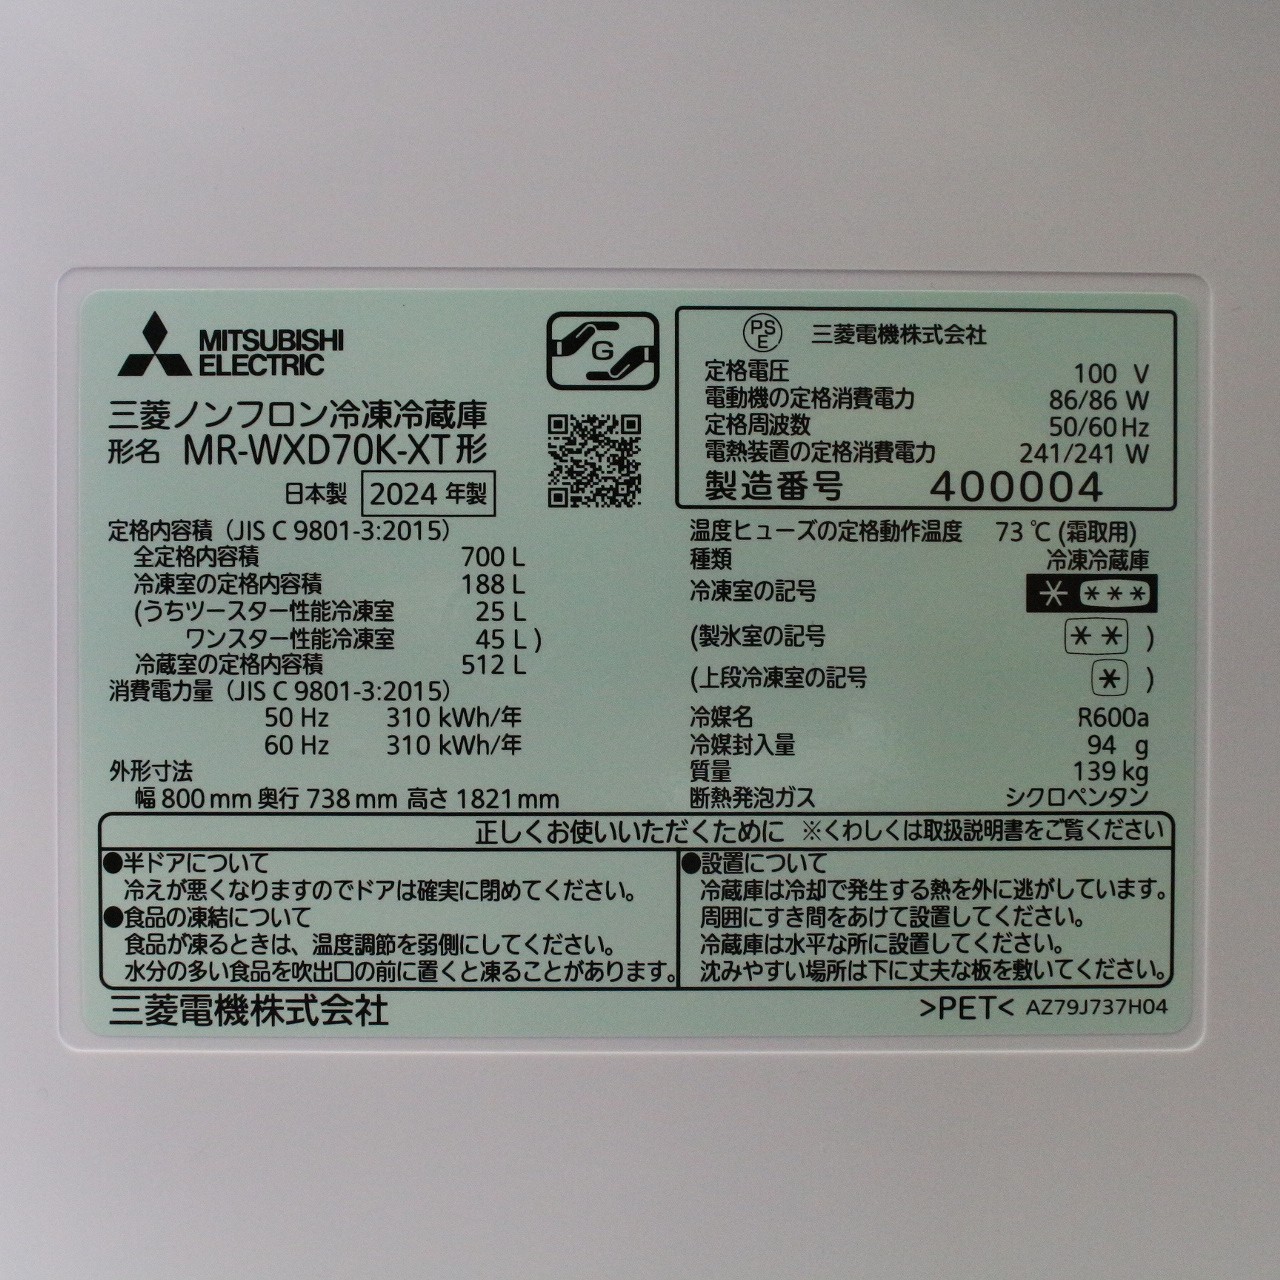 MITSUBISHI
ELECTRIC
三菱ノンフロン冷凍冷蔵庫
形名 MR-WXD70K-XT形
日本製 2024 年製
G
PS
E 三菱電機株式会社
定格電圧 100 V
電動機の定格消費電力 86/86 W
定格周波数 50/60 Hz
電熱装置の定格消費電力 241/241 W
製造番号 400004
定格内容積（JIS C 9801-3:2015）
全定格内容積 700 L
冷凍室の定格内容積 188 L
(うちツースター性能冷凍室 25 L
ワンスター性能冷凍室 45 L )
冷蔵室の定格内容積 512 L
消費電力量（JIS C 9801-3:2015）
50 Hz 310 kWh/年
60 Hz 310 kWh/年
外形寸法
幅 800 mm 奥行 738 mm 高さ 1821 mm
温度ヒューズの定格動作温度 73 ℃ (霜取用)
種類 冷凍冷蔵庫
冷凍室の記号 * ***
(製氷室の記号 ** )
(上段冷凍室の記号 * )
冷媒名 R600a
冷媒封入量 94 g
質量 139 kg
断熱発泡ガス シクロペンタン
正しくお使いいただくために ※くわしくは取扱説明書をご覧ください
●半ドアについて
冷えが悪くなりますのでドアは確実に閉めてください。
●食品の凍結について
食品が凍るときは、温度調節を弱側にしてください。
水分の多い食品を吹出口の前に置くと凍ることがあります。
●設置について
冷蔵庫は冷却で発生する熱を外に逃がしています。
周囲にすき間をあけて設置してください。
冷蔵庫は水平な所に設置してください。
沈みやすい場所は下に丈夫な板を敷いてください。
三菱電機株式会社
>PET< AZ79J737H04